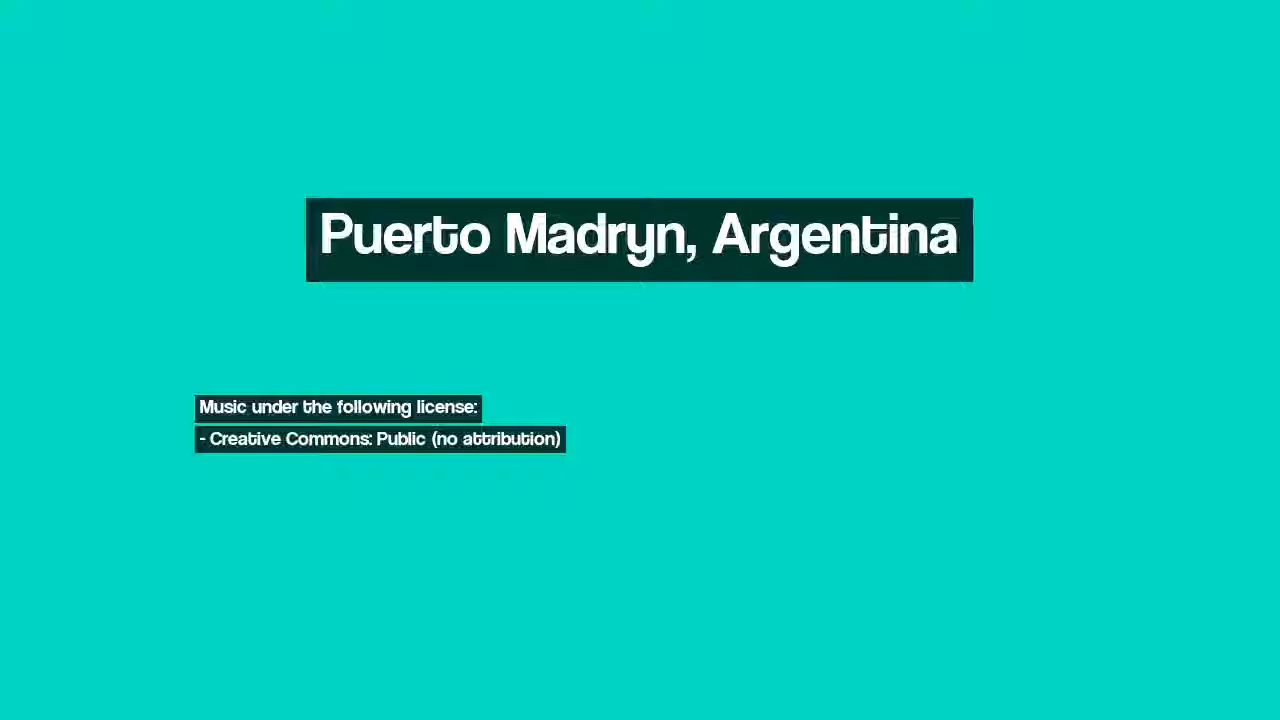 Puerto Madryn, Argentina
Music under the following license:
- Creative Commons: Public (no attribution)